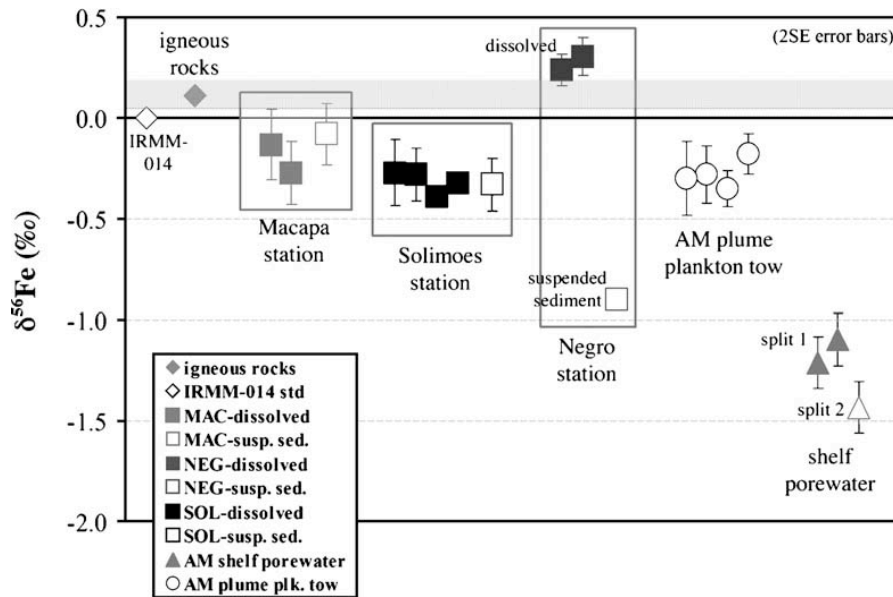 0.5
0.0
-0.5
-1.0
-1.5
-2.0
δ⁵⁶Fe (‰)
(2SE error bars)
igneous
rocks
IRMM-
014
Macapa
station
Solimoes
station
dissolved
suspended
sediment
Negro
station
AM plume
plankton tow
split 1
split 2
shelf
porewater
igneous rocks
IRMM-014 std
MAC-dissolved
MAC-susp. sed.
NEG-dissolved
NEG-susp. sed.
SOL-dissolved
SOL-susp. sed.
AM shelf porewater
AM plume plk. tow